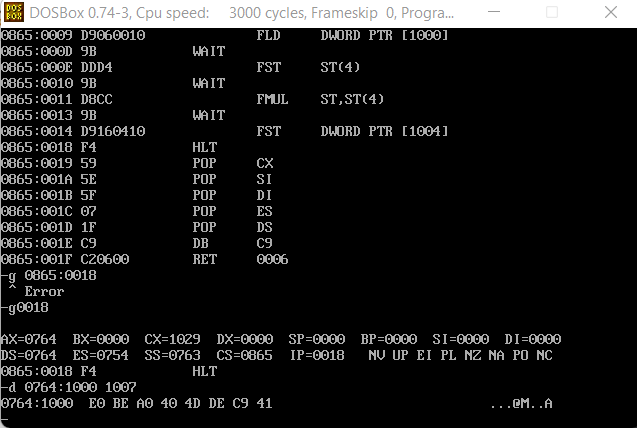 DOSBox 0.74-3, Cpu speed: 3000 cycles, Frameskip 0, Progra...
0865:0009 D9060010 FLD DWORD PTR [1000]
0865:000D 9B WAIT
0865:000E DDD4 FST ST(4)
0865:0010 9B WAIT
0865:0011 D8CC FMUL ST,ST(4)
0865:0013 9B WAIT
0865:0014 D9160410 FST DWORD PTR [1004]
0865:0018 F4 HLT
0865:0019 59 POP CX
0865:001A 5E POP SI
0865:001B 5F POP DI
0865:001C 07 POP ES
0865:001D 1F POP DS
0865:001E C9 DB C9
0865:001F C20600 RET 0006
-g 0865:0018
^ Error
-g0018
AX=0764 BX=0000 CX=1029 DX=0000 SP=0000 BP=0000 SI=0000 DI=0000
DS=0764 ES=0754 SS=0763 CS=0865 IP=0018 NV UP EI PL NZ NA PO NC
0865:0018 F4 HLT
-d 0764:1000 1007
0764:1000 E0 BE A0 40 4D DE C9 41 ...@M..A
-